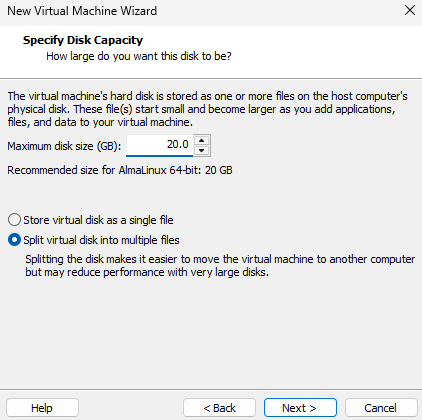 New Virtual Machine Wizard
Specify Disk Capacity
How large do you want this disk to be?
The virtual machine's hard disk is stored as one or more files on the host computer's
physical disk. These file(s) start small and become larger as you add applications,
files, and data to your virtual machine.
Maximum disk size (GB): 20.0
Recommended size for AlmaLinux 64-bit: 20 GB
Store virtual disk as a single file
Split virtual disk into multiple files
Splitting the disk makes it easier to move the virtual machine to another computer
but may reduce performance with very large disks.
Help < Back Next > Cancel